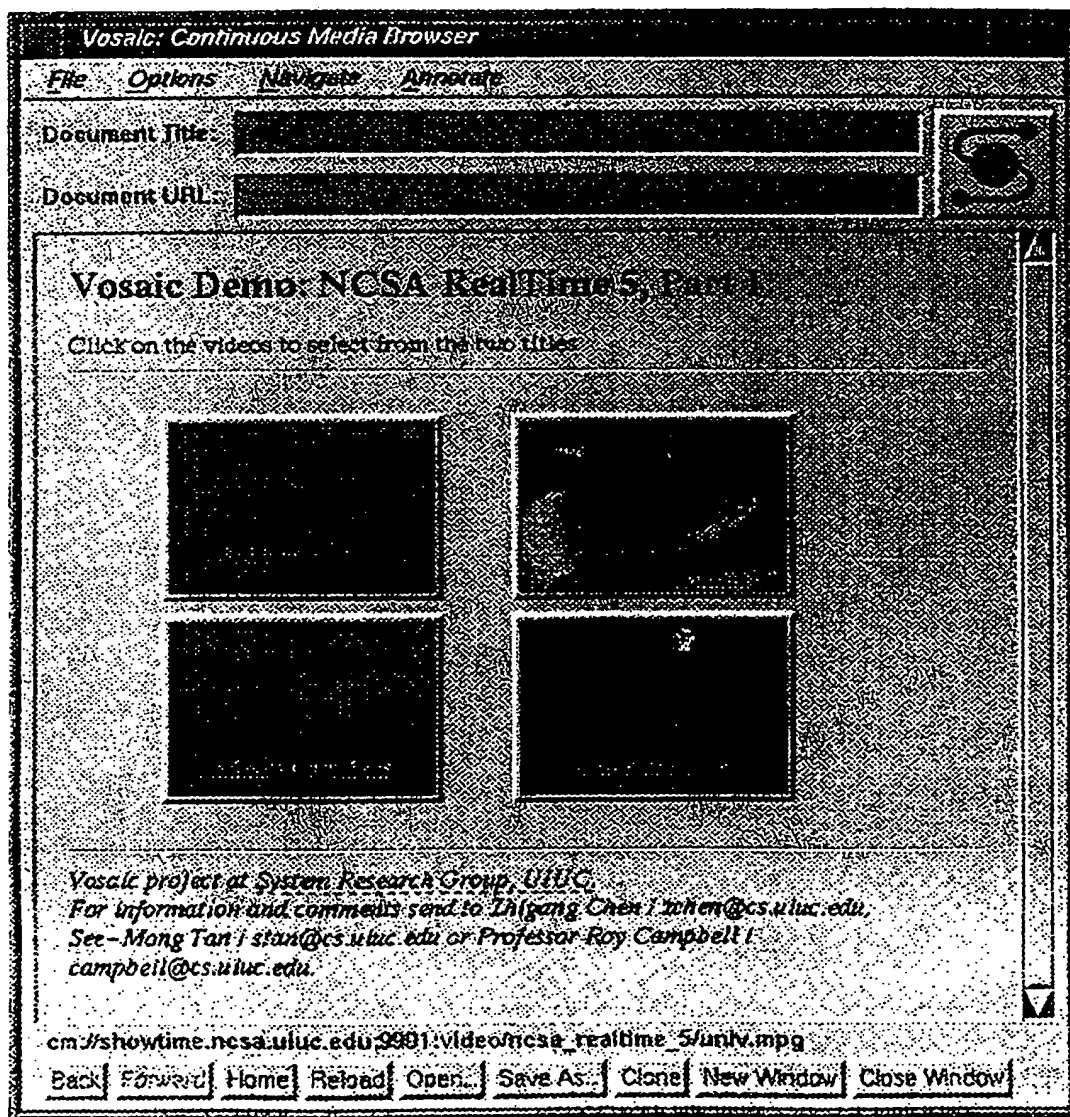 Vosaic: Continuous Media Browser
File Options Navigate Annotate
Document Title:
Document URL:
Vosaic Demo: NCSA RealTime 5, Part I.
Click on the videos to select from the two titles
Vosaic project at System Research Group, UIUC.
For information and comments send to Zhigang Chen / zchen@cs.uiuc.edu,
See-Mong Tan / stan@cs.uiuc.edu or Professor Roy Campbell /
campbell@cs.uiuc.edu.
cm://showtime.ncsa.uiuc.edu:9901:video/ncsa_realtime_5/univ.mpg
Back Forward Home Reload Open... Save As... Clone New Window Close Window